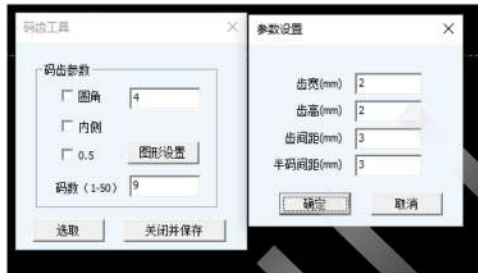 码齿工具
码齿参数
圆角 4
内侧
0.5 图形设置
码数（1-50） 9
选取 关闭并保存
参数设置
齿宽(mm) 2
齿高(mm) 2
齿间距(mm) 3
半码间距(mm) 3
确定 取消